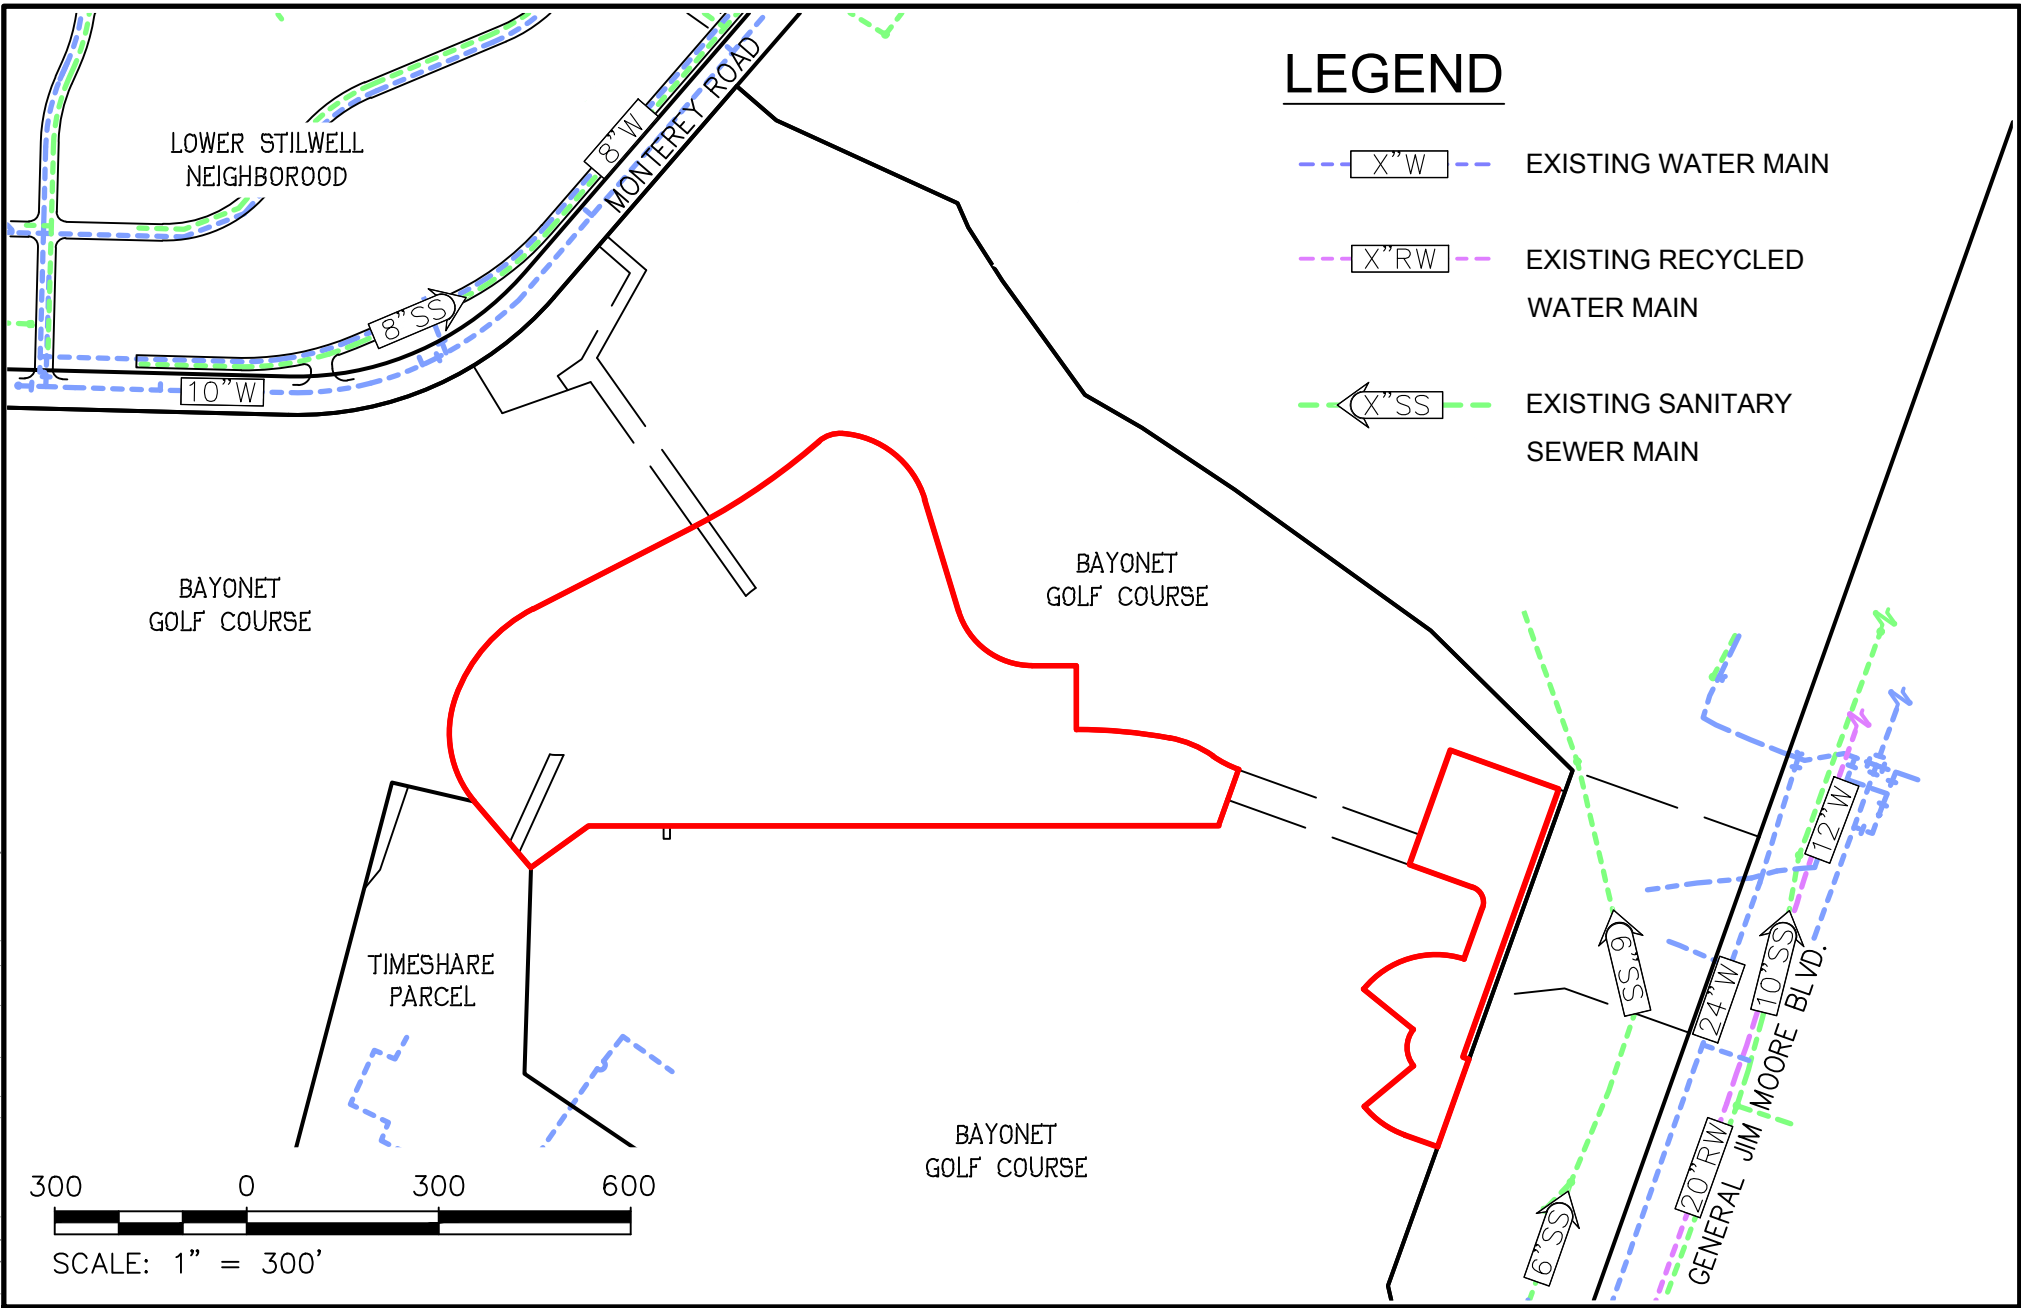 LEGEND
X"W
EXISTING WATER MAIN
X"RW
EXISTING RECYCLED
WATER MAIN
X"SS
EXISTING SANITARY
SEWER MAIN
LOWER STILWELL
NEIGHBOROOD
8"W
MONTEREY ROAD
8"SS
10"W
BAYONET
GOLF COURSE
BAYONET
GOLF COURSE
12"W
TIMESHARE
PARCEL
6"SS
24"W
10"SS
GENERAL JIM MOORE BLVD.
20"RW
6"SS
BAYONET
GOLF COURSE
300 0 300 600
SCALE: 1" = 300'